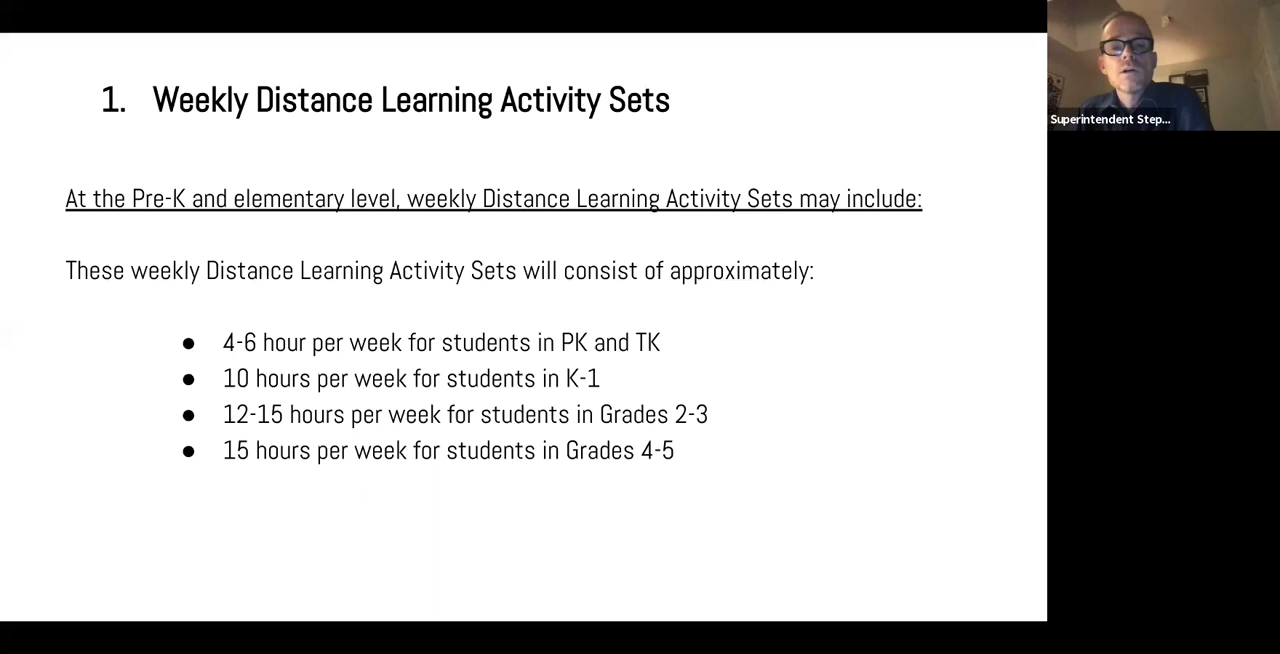 1. Weekly Distance Learning Activity Sets
At the Pre-K and elementary level, weekly Distance Learning Activity Sets may include:
These weekly Distance Learning Activity Sets will consist of approximately:
● 4-6 hour per week for students in PK and TK
● 10 hours per week for students in K-1
● 12-15 hours per week for students in Grades 2-3
● 15 hours per week for students in Grades 4-5
Superintendent Step...